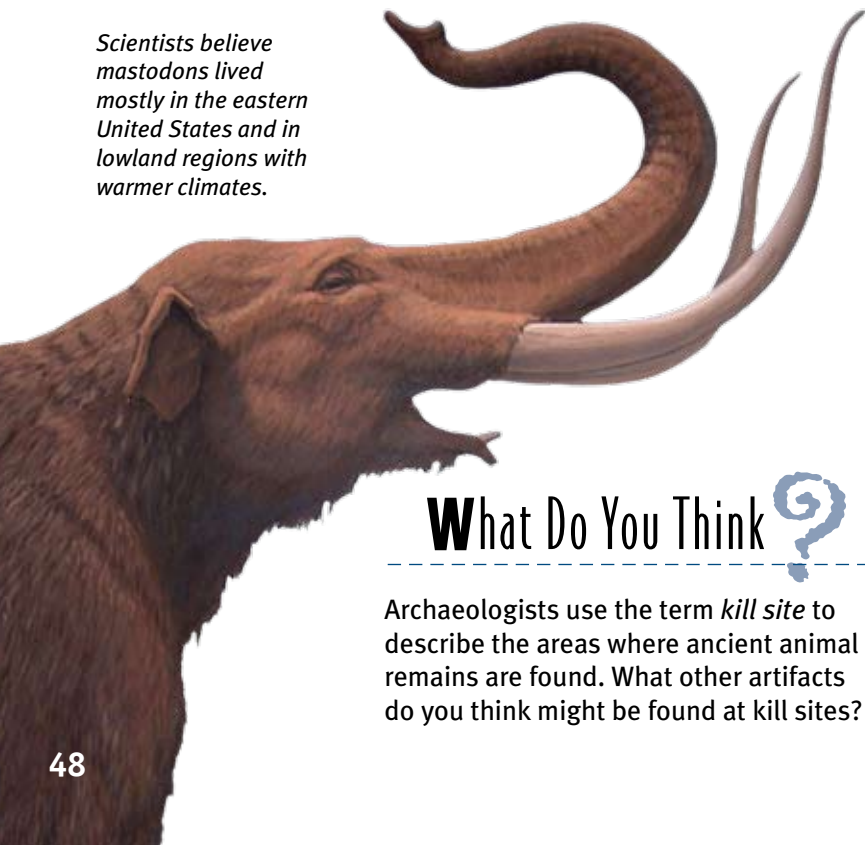 Scientists believe
mastodons lived
mostly in the eastern
United States and in
lowland regions with
warmer climates.
What Do You Think?
Archaeologists use the term kill site to
describe the areas where ancient animal
remains are found. What other artifacts
do you think might be found at kill sites?
48